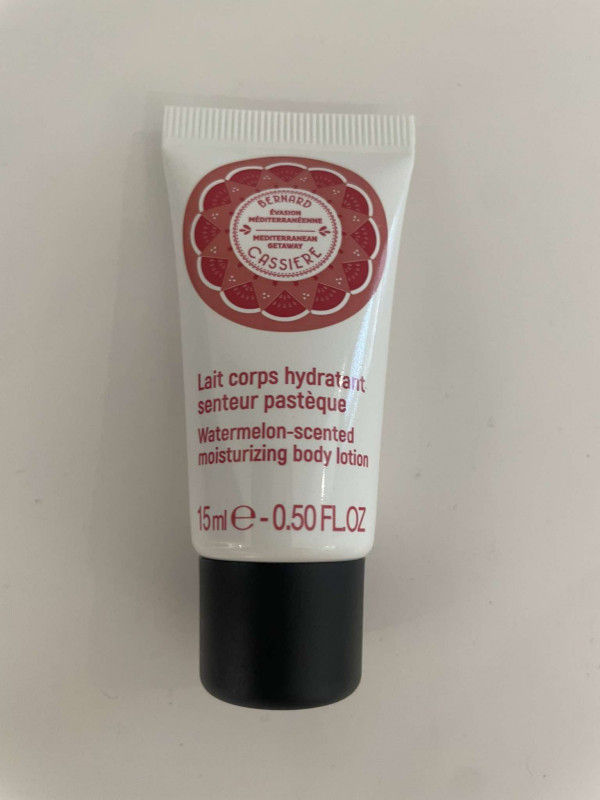 BERNARD
ÉVASION
MÉDITERRANÉENNE
MEDITERRANEAN
GETAWAY
CASSIERE
Lait corps hydratant
senteur pastèque
Watermelon-scented
moisturizing body lotion
15ml ℮ - 0.50 FL.OZ